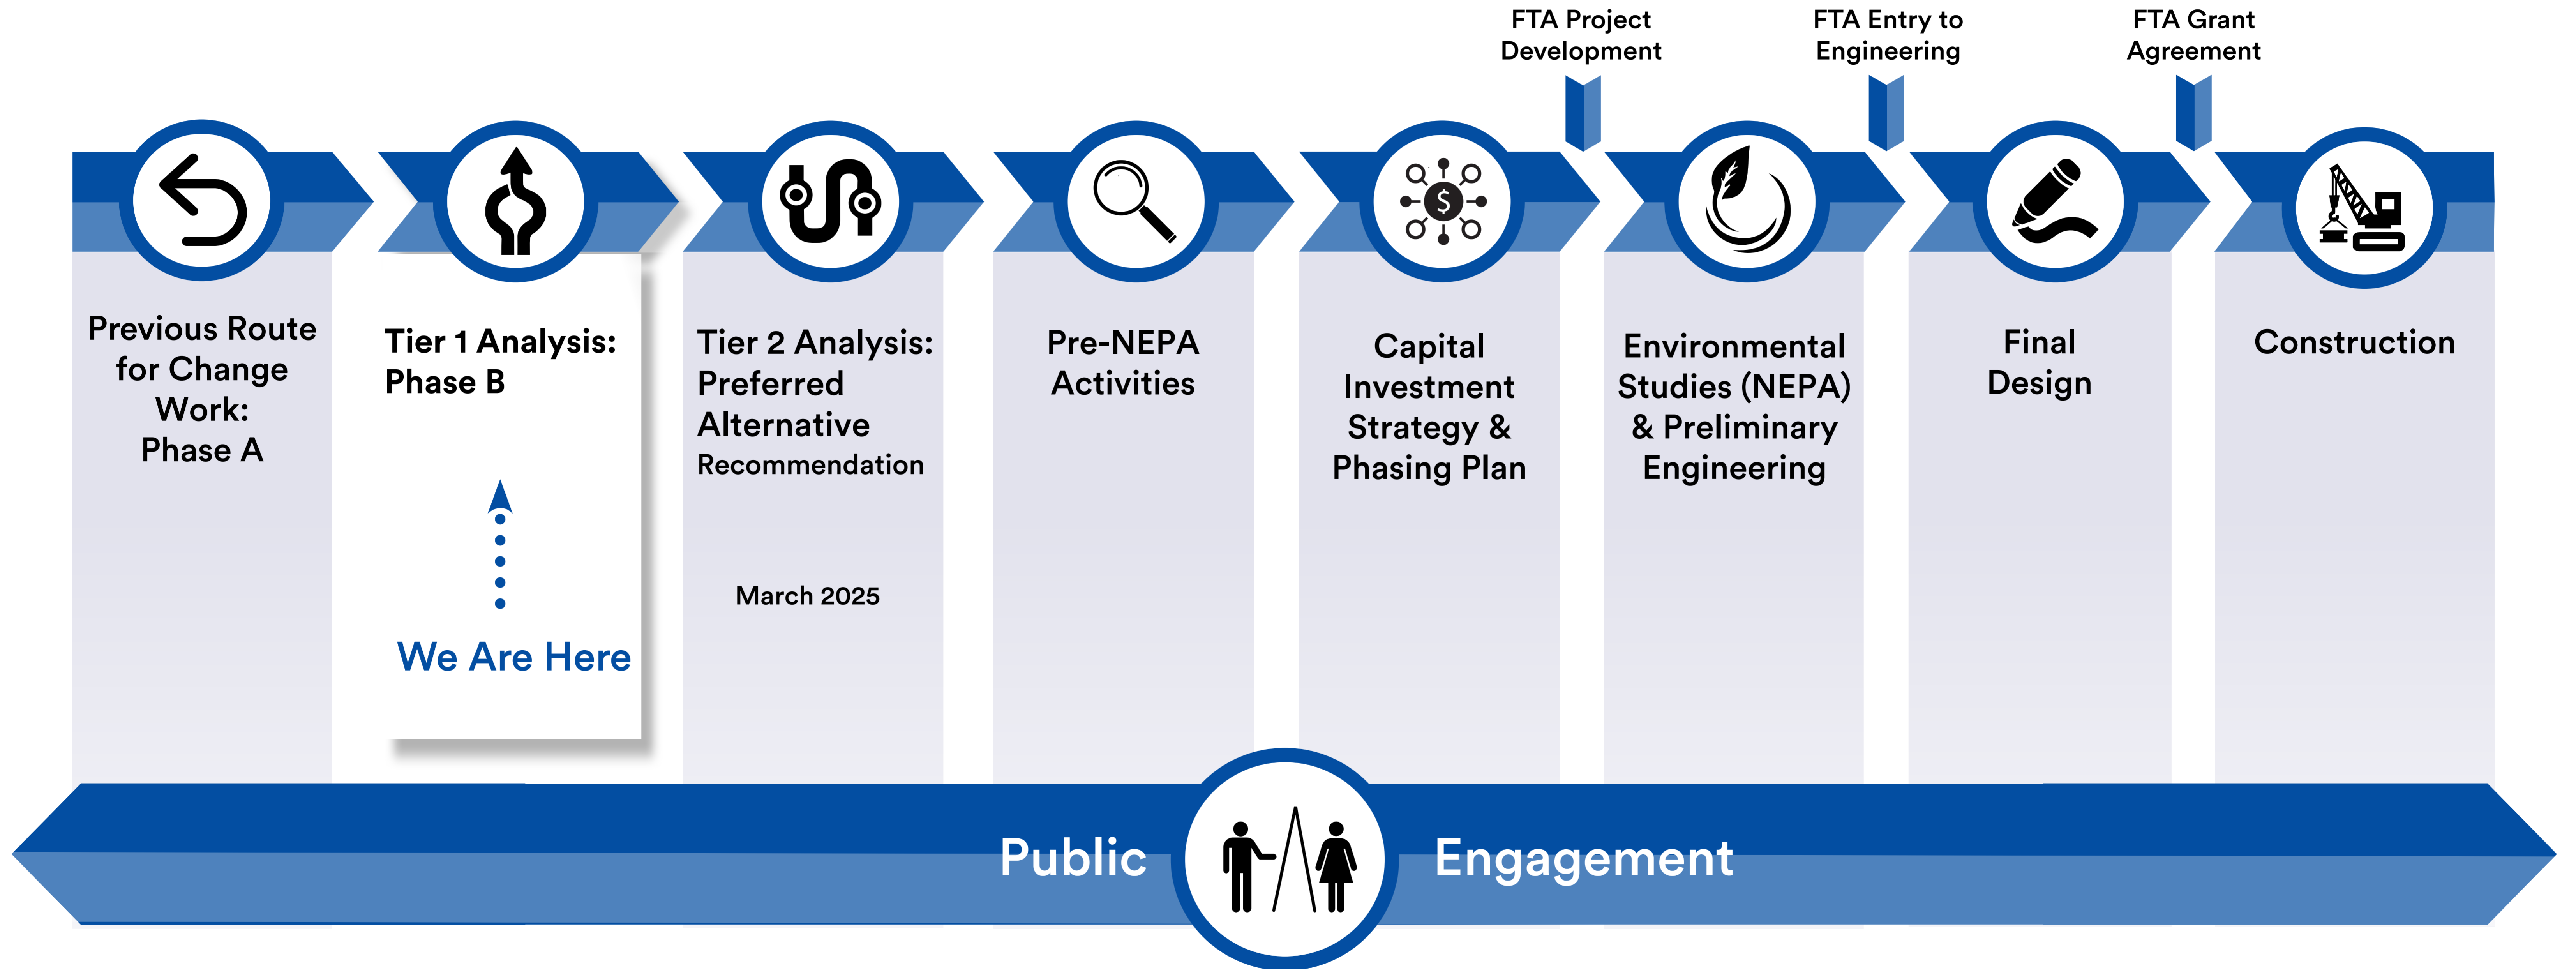 FTA Project
Development
FTA Entry to
Engineering
FTA Grant
Agreement
$
Previous Route
for Change
Work:
Phase A
Tier 1 Analysis:
Phase B
We Are Here
Tier 2 Analysis:
Preferred
Alternative
Recommendation
March 2025
Pre-NEPA
Activities
Capital
Investment
Strategy &
Phasing Plan
Environmental
Studies (NEPA)
& Preliminary
Engineering
Final
Design
Construction
Public Engagement